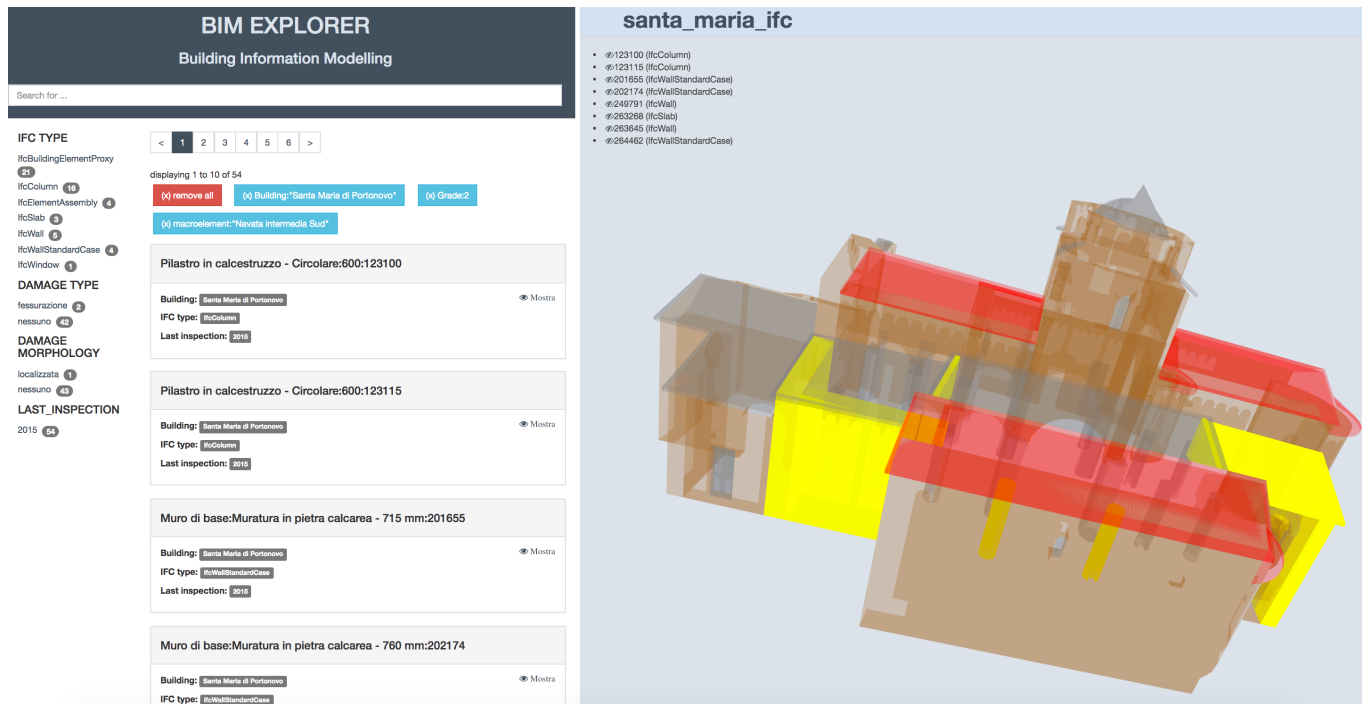 BIM EXPLORER
Building Information Modelling
Search for ...
IFC TYPE
IfcBuildingElementProxy
21
IfcColumn 16
IfcElementAssembly 4
IfcSlab 3
IfcWall 5
IfcWallStandardCase 4
IfcWindow 1
DAMAGE TYPE
fessurazione 2
nessuno 42
DAMAGE
MORPHOLOGY
localizzata 1
nessuno 43
LAST_INSPECTION
2015 54
< 1 2 3 4 5 6 >
displaying 1 to 10 of 54
(x) remove all (x) Building:"Santa Maria di Portonovo" (x) Grade:2
(x) macroelement:"Navata intermedia Sud"
Pilastro in calcestruzzo - Circolare:600:123100
Building: Santa Maria di Portonovo Mostra
IFC type: IfcColumn
Last inspection: 2015
Pilastro in calcestruzzo - Circolare:600:123115
Building: Santa Maria di Portonovo Mostra
IFC type: IfcColumn
Last inspection: 2015
Muro di base:Muratura in pietra calcarea - 715 mm:201655
Building: Santa Maria di Portonovo Mostra
IFC type: IfcWallStandardCase
Last inspection: 2015
Muro di base:Muratura in pietra calcarea - 760 mm:202174
Building: Santa Maria di Portonovo Mostra
IFC type: IfcWallStandardCase
santa_maria_ifc
123100 (IfcColumn)
123115 (IfcColumn)
201655 (IfcWallStandardCase)
202174 (IfcWallStandardCase)
249791 (IfcWall)
263268 (IfcSlab)
263645 (IfcWall)
264462 (IfcWallStandardCase)